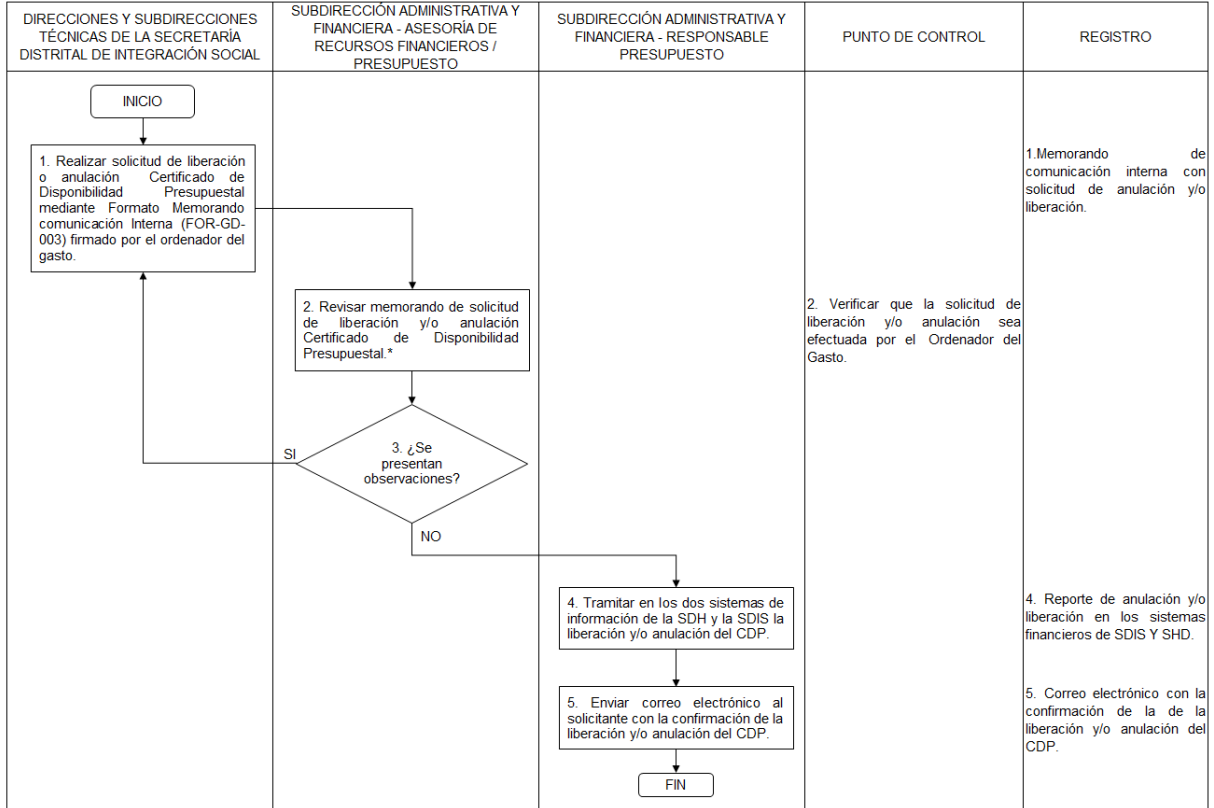 DIRECCIONES Y SUBDIRECCIONES
TÉCNICAS DE LA SECRETARÍA
DISTRITAL DE INTEGRACIÓN SOCIAL
SUBDIRECCIÓN ADMINISTRATIVA Y
FINANCIERA - ASESORÍA DE
RECURSOS FINANCIEROS /
PRESUPUESTO
SUBDIRECCIÓN ADMINISTRATIVA Y
FINANCIERA - RESPONSABLE
PRESUPUESTO
PUNTO DE CONTROL
REGISTRO
INICIO
1. Realizar solicitud de liberación
o anulación Certificado de
Disponibilidad Presupuestal
mediante Formato Memorando
comunicación Interna (FOR-GD-
003) firmado por el ordenador del
gasto.
1.Memorando de
comunicación interna con
solicitud de anulación y/o
liberación.
2. Revisar memorando de solicitud
de liberación y/o anulación
Certificado de Disponibilidad
Presupuestal.*
2. Verificar que la solicitud de
liberación y/o anulación sea
efectuada por el Ordenador del
Gasto.
3. ¿Se
presentan
observaciones?
SI
NO
4. Tramitar en los dos sistemas de
información de la SDH y la SDIS la
liberación y/o anulación del CDP.
4. Reporte de anulación y/o
liberación en los sistemas
financieros de SDIS Y SHD.
5. Enviar correo electrónico al
solicitante con la confirmación de la
liberación y/o anulación del CDP.
5. Correo electrónico con la
confirmación de la de la
liberación y/o anulación del
CDP.
FIN